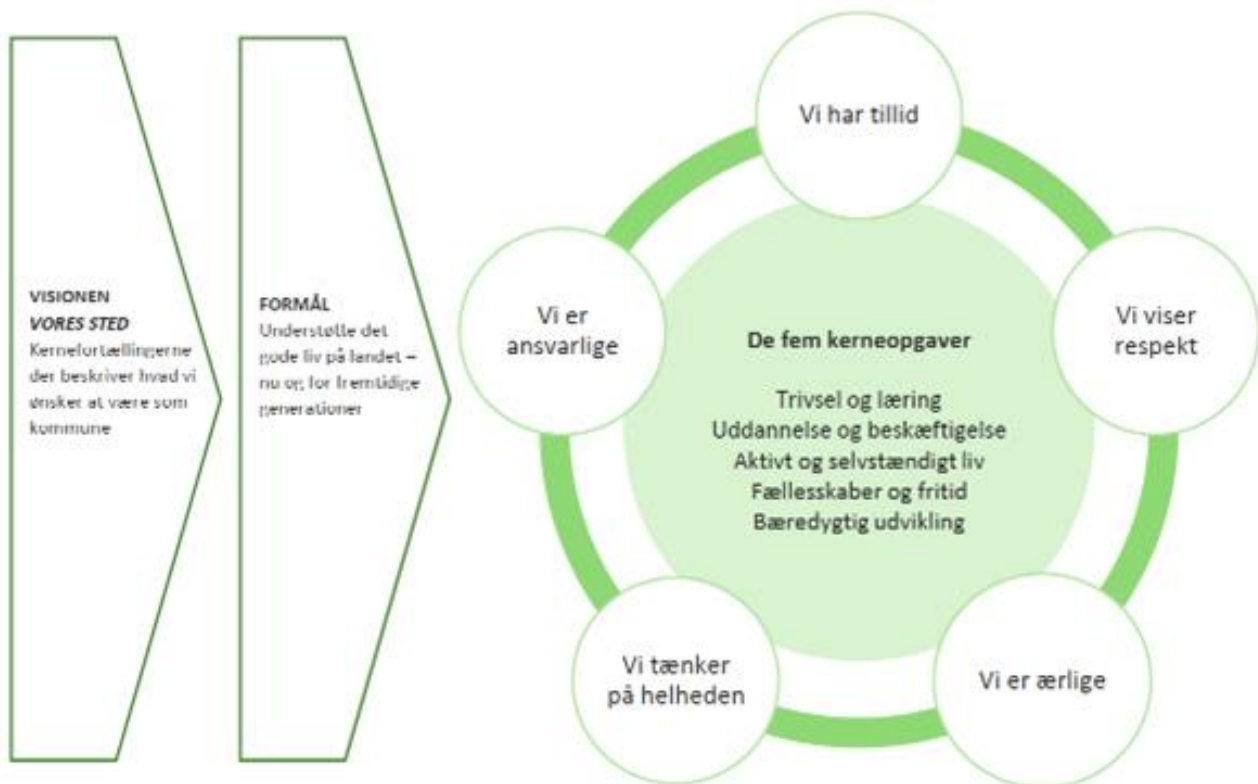 VISIONEN
VORES STED
Kernefortællingerne
der beskriver hvad vi
ønsker at være som
kommune
FORMÅL
Understøtte det
gode liv på landet –
nu og for fremtidige
generationer
Vi har tillid
Vi er
ansvarlige
Vi viser
respekt
De fem kerneopgaver
Trivsel og læring
Uddannelse og beskæftigelse
Aktivt og selvstændigt liv
Fællesskaber og fritid
Bæredygtig udvikling
Vi tænker
på helheden
Vi er ærlige